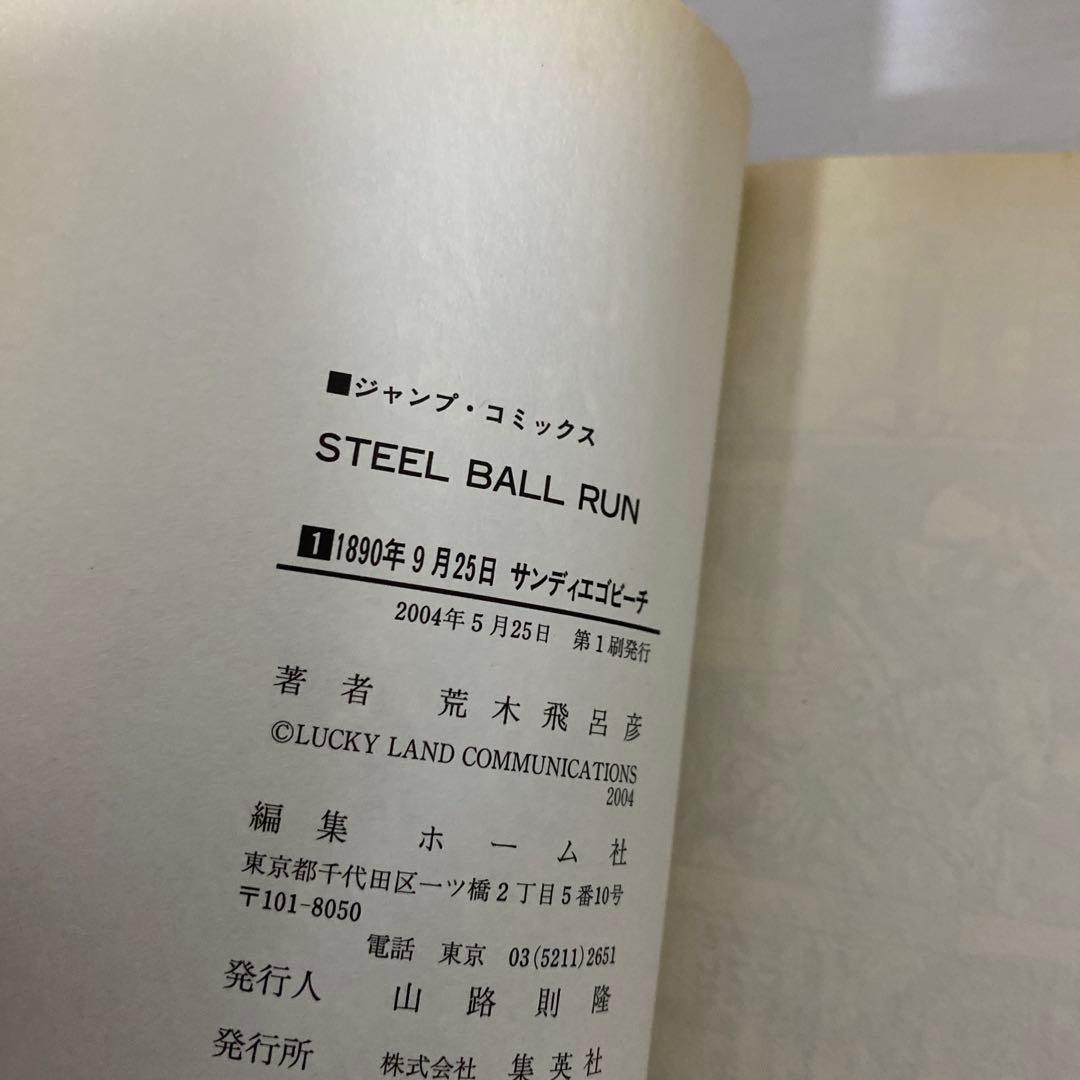 ■ジャンプ・コミックス
STEEL BALL RUN
1 1890年9月25日 サンディエゴビーチ
2004年5月25日 第1刷発行
著者 荒木飛呂彦
©LUCKY LAND COMMUNICATIONS
2004
編集 ホーム社
東京都千代田区一ツ橋2丁目5番10号
〒101-8050
電話 東京 03(5211)2651
発行人 山路則隆
発行所 株式会社 集英社